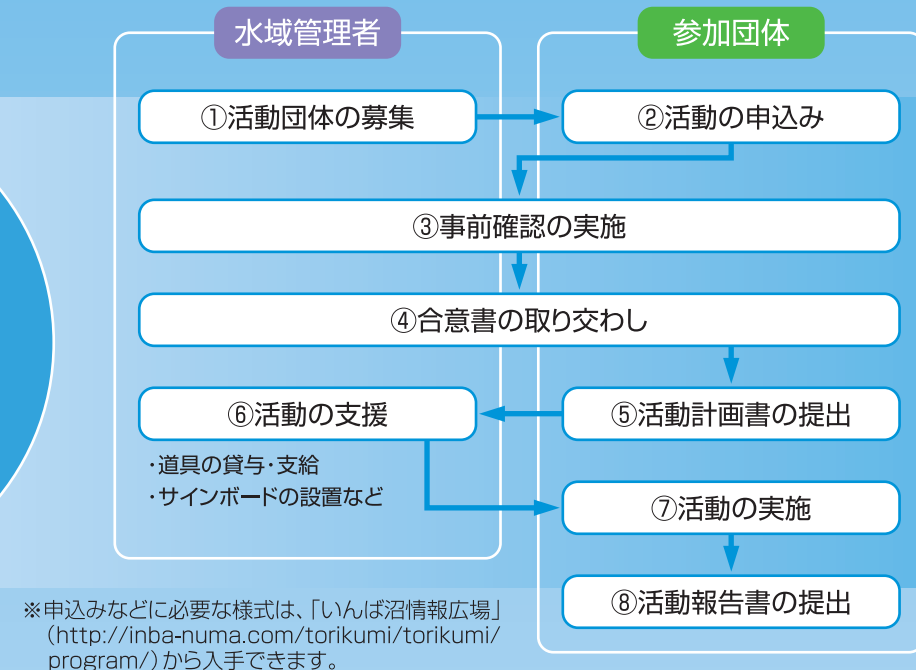 水域管理者
参加団体
①活動団体の募集
②活動の申込み
③事前確認の実施
④合意書の取り交わし
⑥活動の支援
⑤活動計画書の提出
・道具の貸与・支給
・サインボードの設置など
⑦活動の実施
⑧活動報告書の提出
※申込みなどに必要な様式は、「いんば沼情報広場」
（http://inba-numa.com/torikumi/torikumi/
program/）から入手できます。